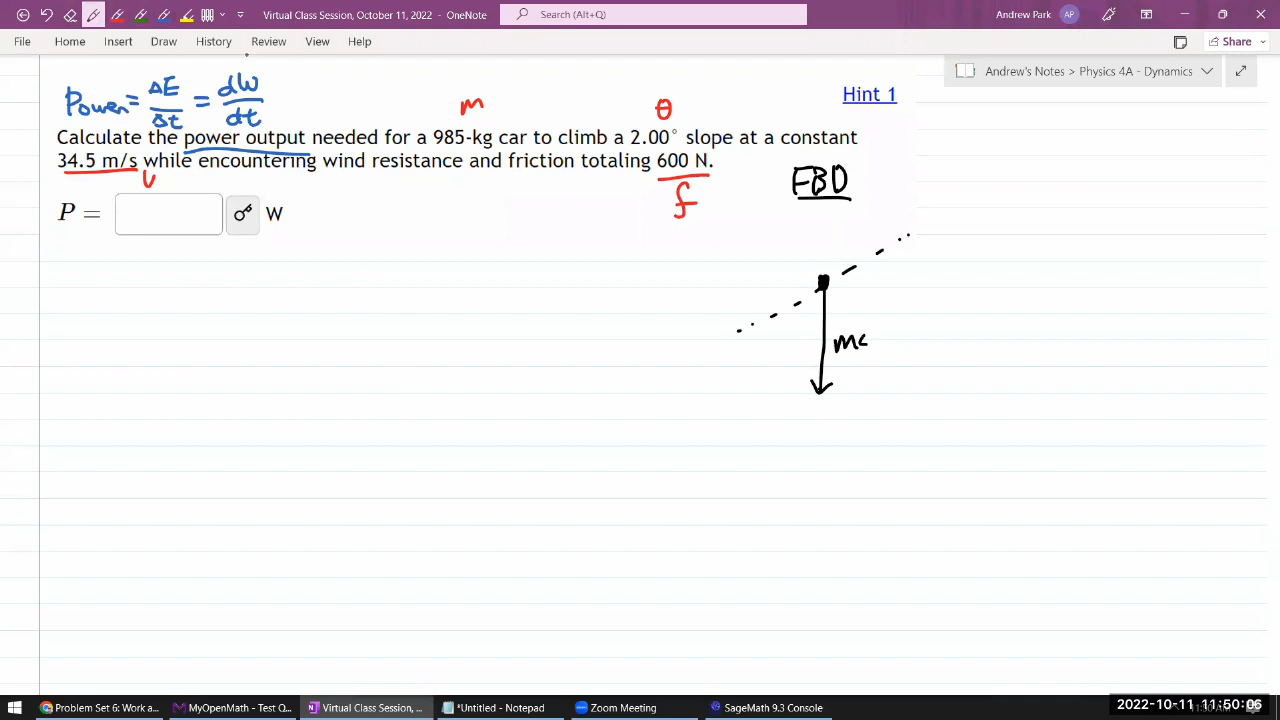 Virtual Class Session, October 11, 2022 - OneNote
Search (Alt+Q)
Andrew Park
AP
File Home Insert Draw History Review View Help
Share
Andrew's Notes > Physics 4A - Dynamics
Power = ΔE/Δt = dW/dt
Hint 1
m
θ
Calculate the power output needed for a 985-kg car to climb a 2.00° slope at a constant
34.5 m/s while encountering wind resistance and friction totaling 600 N.
v
f
FBD
P = W
mg
Problem Set 6: Work a...
MyOpenMath - Test Q...
Virtual Class Session,...
*Untitled - Notepad
Zoom Meeting
SageMath 9.3 Console
2022-10-11 11:50:06